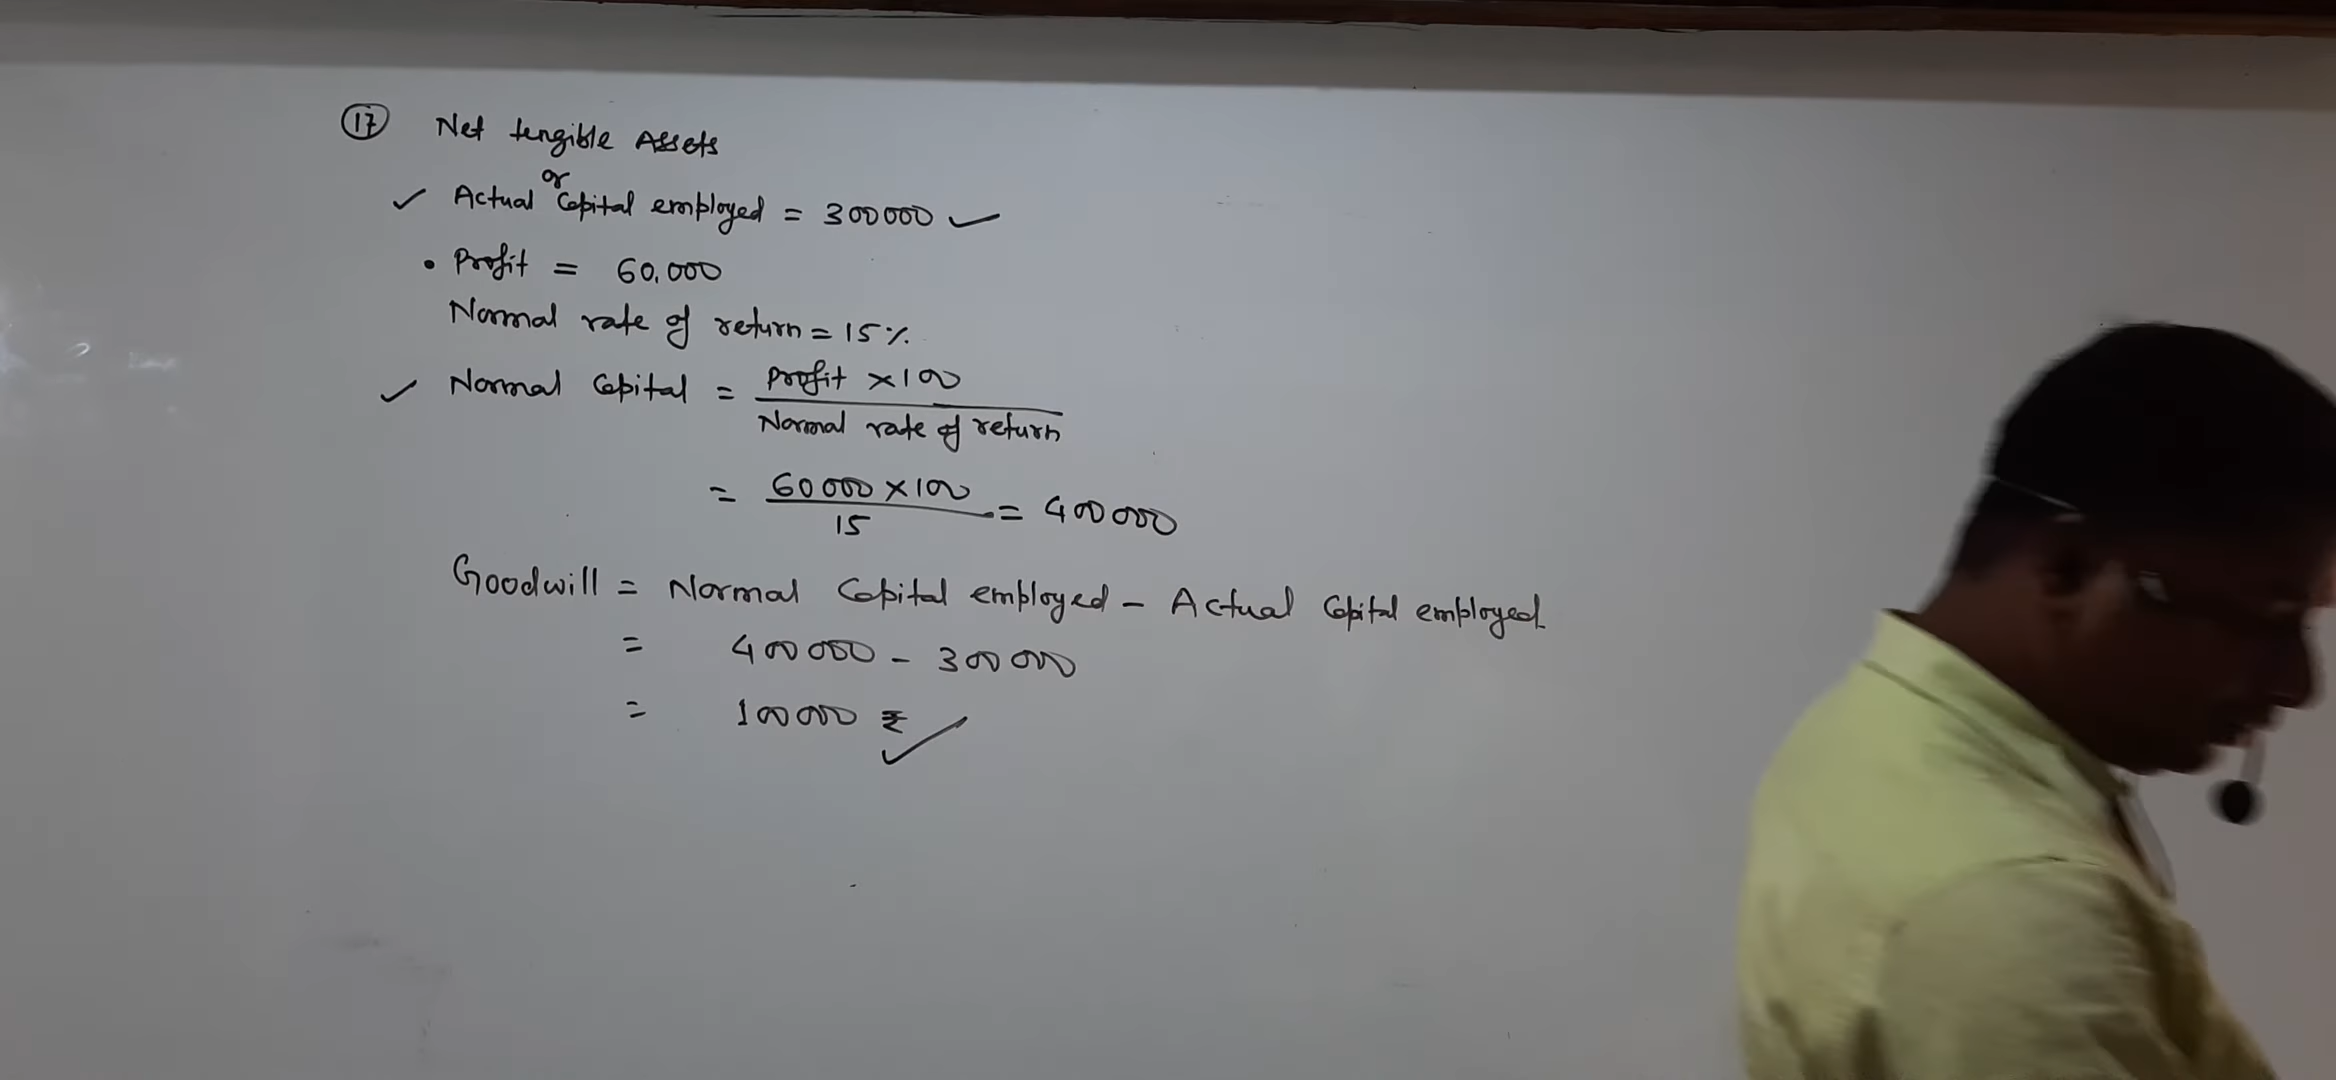 17 Net tengible Assets
or
✓ Actual Capital employed = 300000 ✓
• Profit = 60,000
Normal rate of return = 15%
✓ Normal Capital = Profit × 100
Normal rate of return
= 60000 × 100
15
= 400000
Goodwill = Normal Capital employed - Actual Capital employed
= 400000 - 300000
= 100000 ₹ ✓